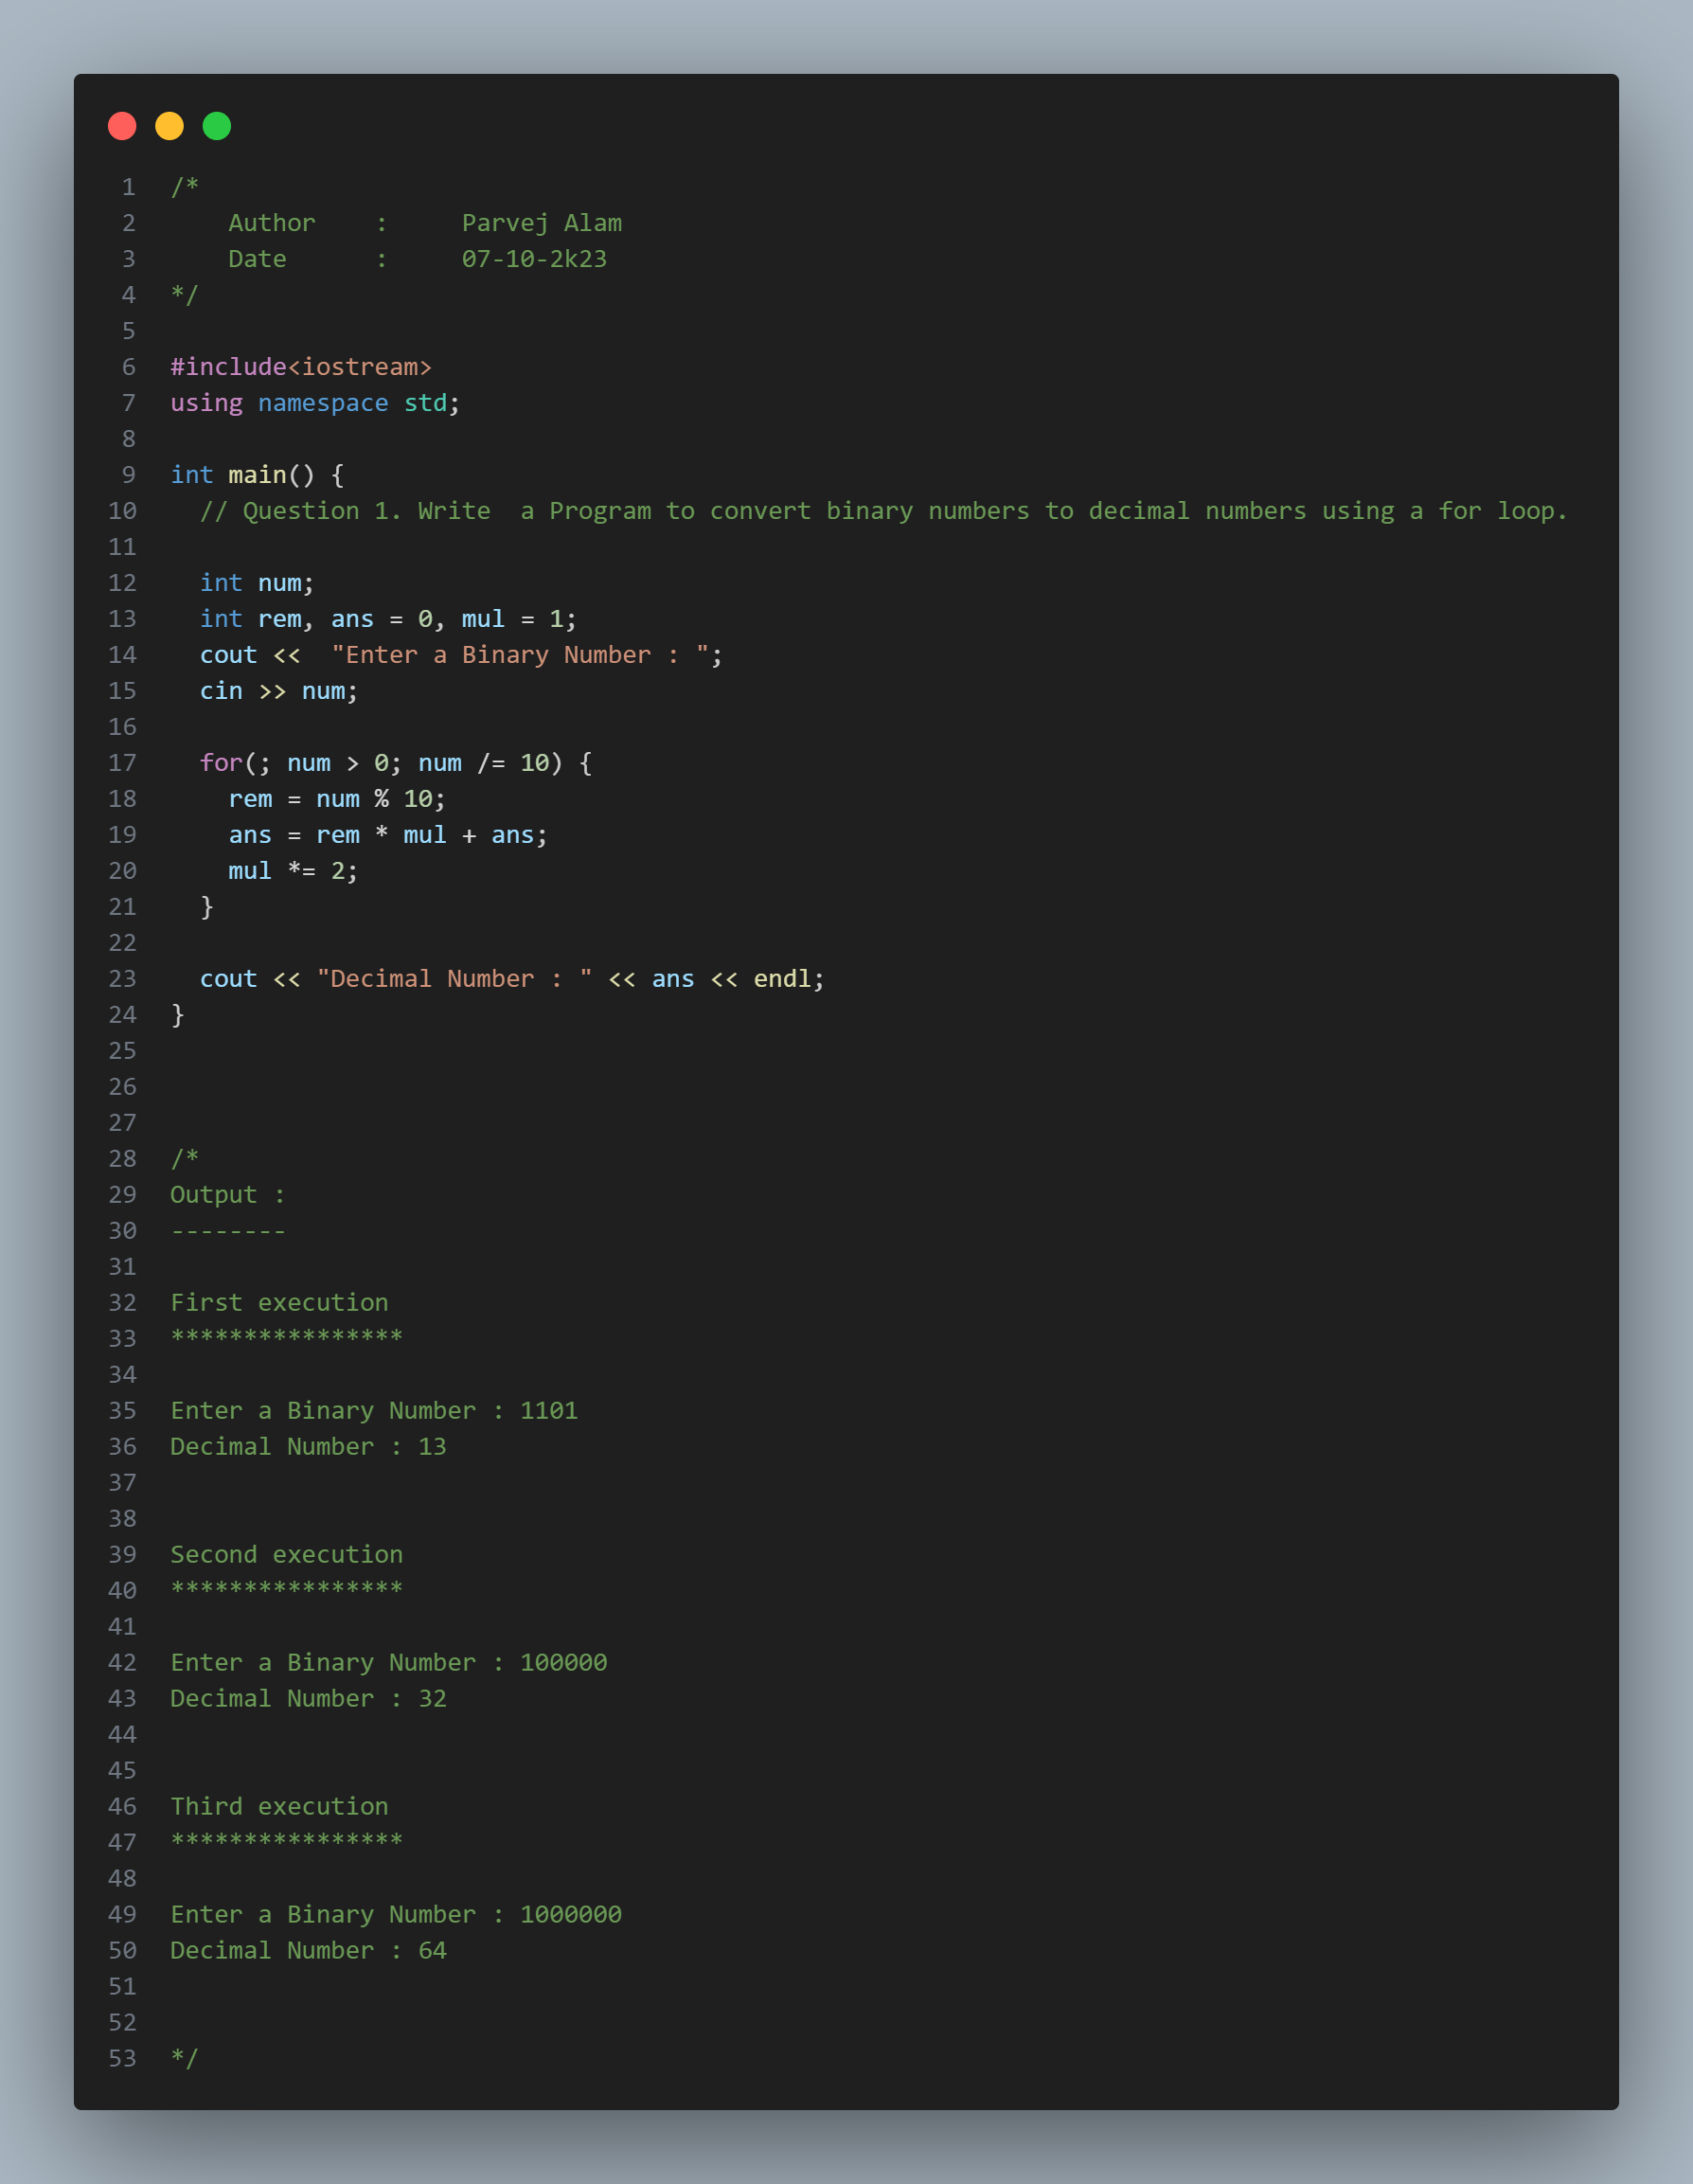 1 /*
2     Author    :     Parvej Alam
3     Date      :     07-10-2k23
4 */
5
6 #include<iostream>
7 using namespace std;
8
9 int main() {
10   // Question 1. Write  a Program to convert binary numbers to decimal numbers using a for loop.
11
12   int num;
13   int rem, ans = 0, mul = 1;
14   cout <<  "Enter a Binary Number : ";
15   cin >> num;
16
17   for(; num > 0; num /= 10) {
18     rem = num % 10;
19     ans = rem * mul + ans;
20     mul *= 2;
21   }
22
23   cout << "Decimal Number : " << ans << endl;
24 }
25
26
27
28 /*
29 Output :
30 --------
31
32 First execution
33 ****************
34
35 Enter a Binary Number : 1101
36 Decimal Number : 13
37
38
39 Second execution
40 ****************
41
42 Enter a Binary Number : 100000
43 Decimal Number : 32
44
45
46 Third execution
47 ****************
48
49 Enter a Binary Number : 1000000
50 Decimal Number : 64
51
52
53 */